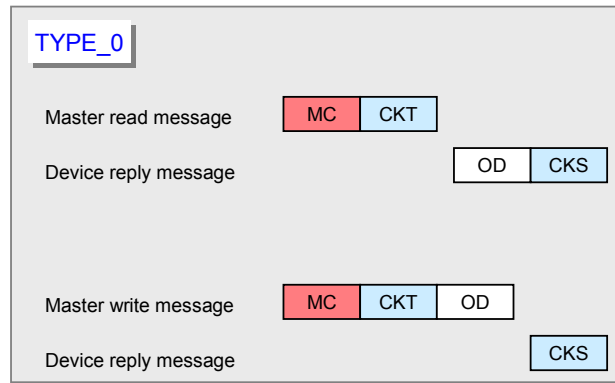 TYPE_0
Master read message MC CKT
Device reply message OD CKS
Master write message MC CKT OD
Device reply message CKS